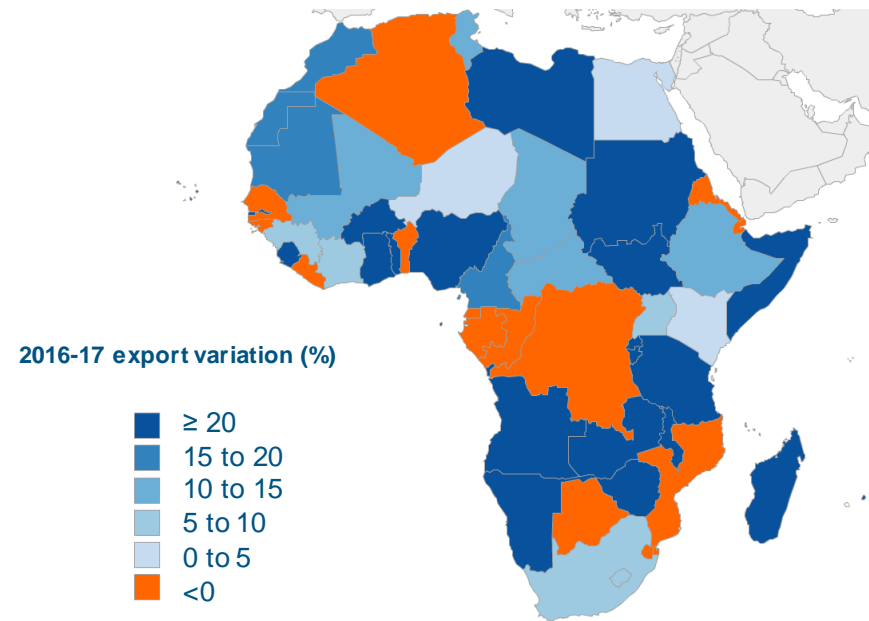 2016-17 export variation (%)
≥ 20
15 to 20
10 to 15
5 to 10
0 to 5
<0